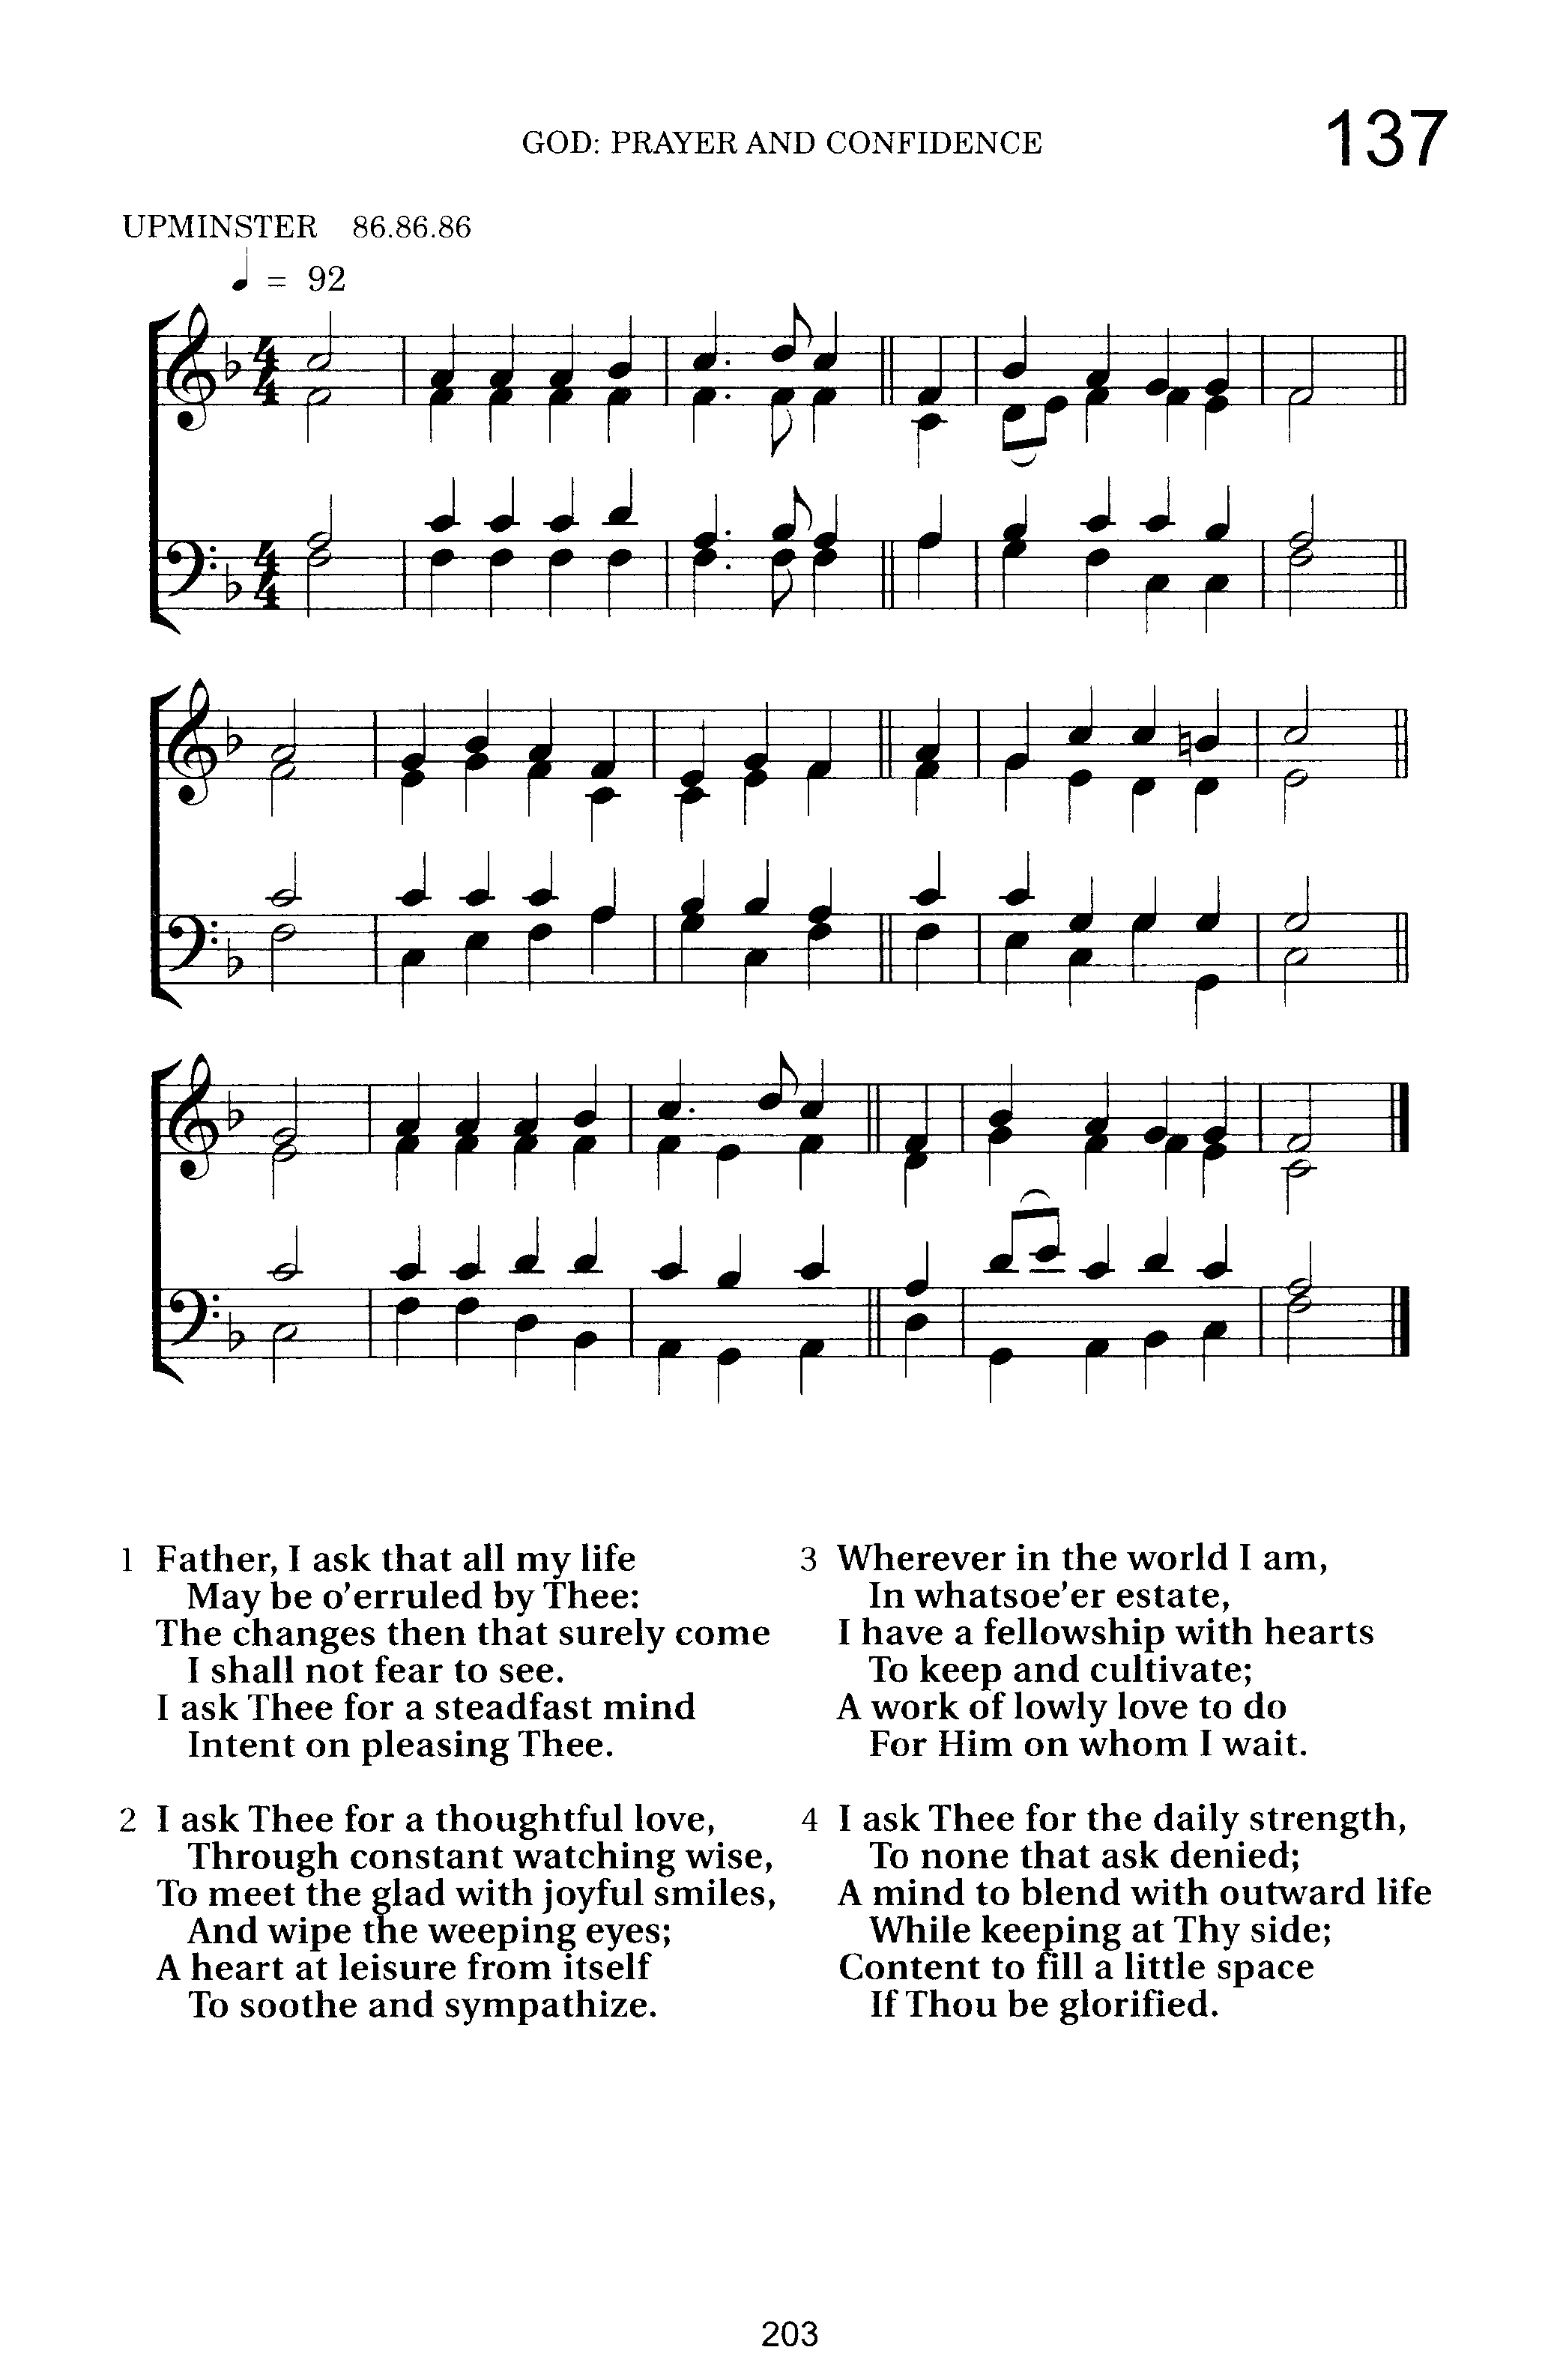 GOD: PRAYER AND CONFIDENCE
137
UPMINSTER 86.86.86
♩ = 92
4
4
4
4
1 Father, I ask that all my life
May be o’erruled by Thee:
The changes then that surely come
I shall not fear to see.
I ask Thee for a steadfast mind
Intent on pleasing Thee.
2 I ask Thee for a thoughtful love,
Through constant watching wise,
To meet the glad with joyful smiles,
And wipe the weeping eyes;
A heart at leisure from itself
To soothe and sympathize.
3 Wherever in the world I am,
In whatsoe’er estate,
I have a fellowship with hearts
To keep and cultivate;
A work of lowly love to do
For Him on whom I wait.
4 I ask Thee for the daily strength,
To none that ask denied;
A mind to blend with outward life
While keeping at Thy side;
Content to fill a little space
If Thou be glorified.
203